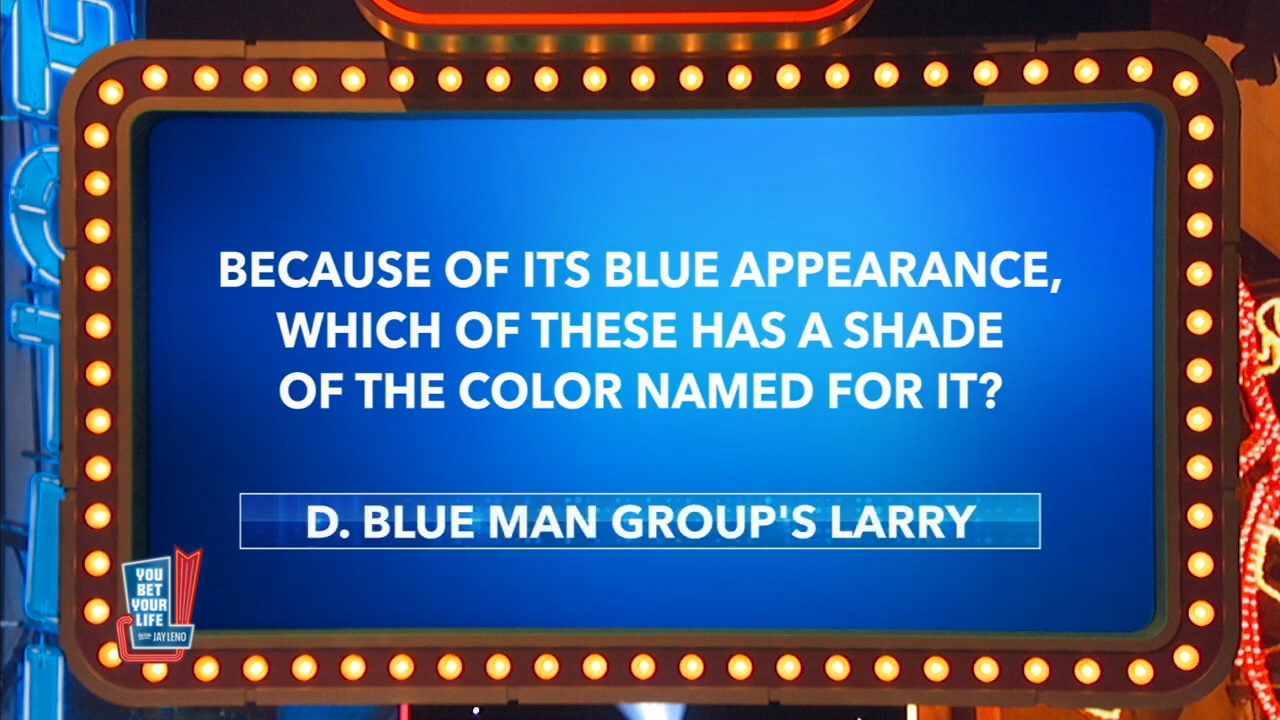 BECAUSE OF ITS BLUE APPEARANCE,
WHICH OF THESE HAS A SHADE
OF THE COLOR NAMED FOR IT?
D. BLUE MAN GROUP'S LARRY
YOU
BET
YOUR
LIFE
WITH JAY LENO